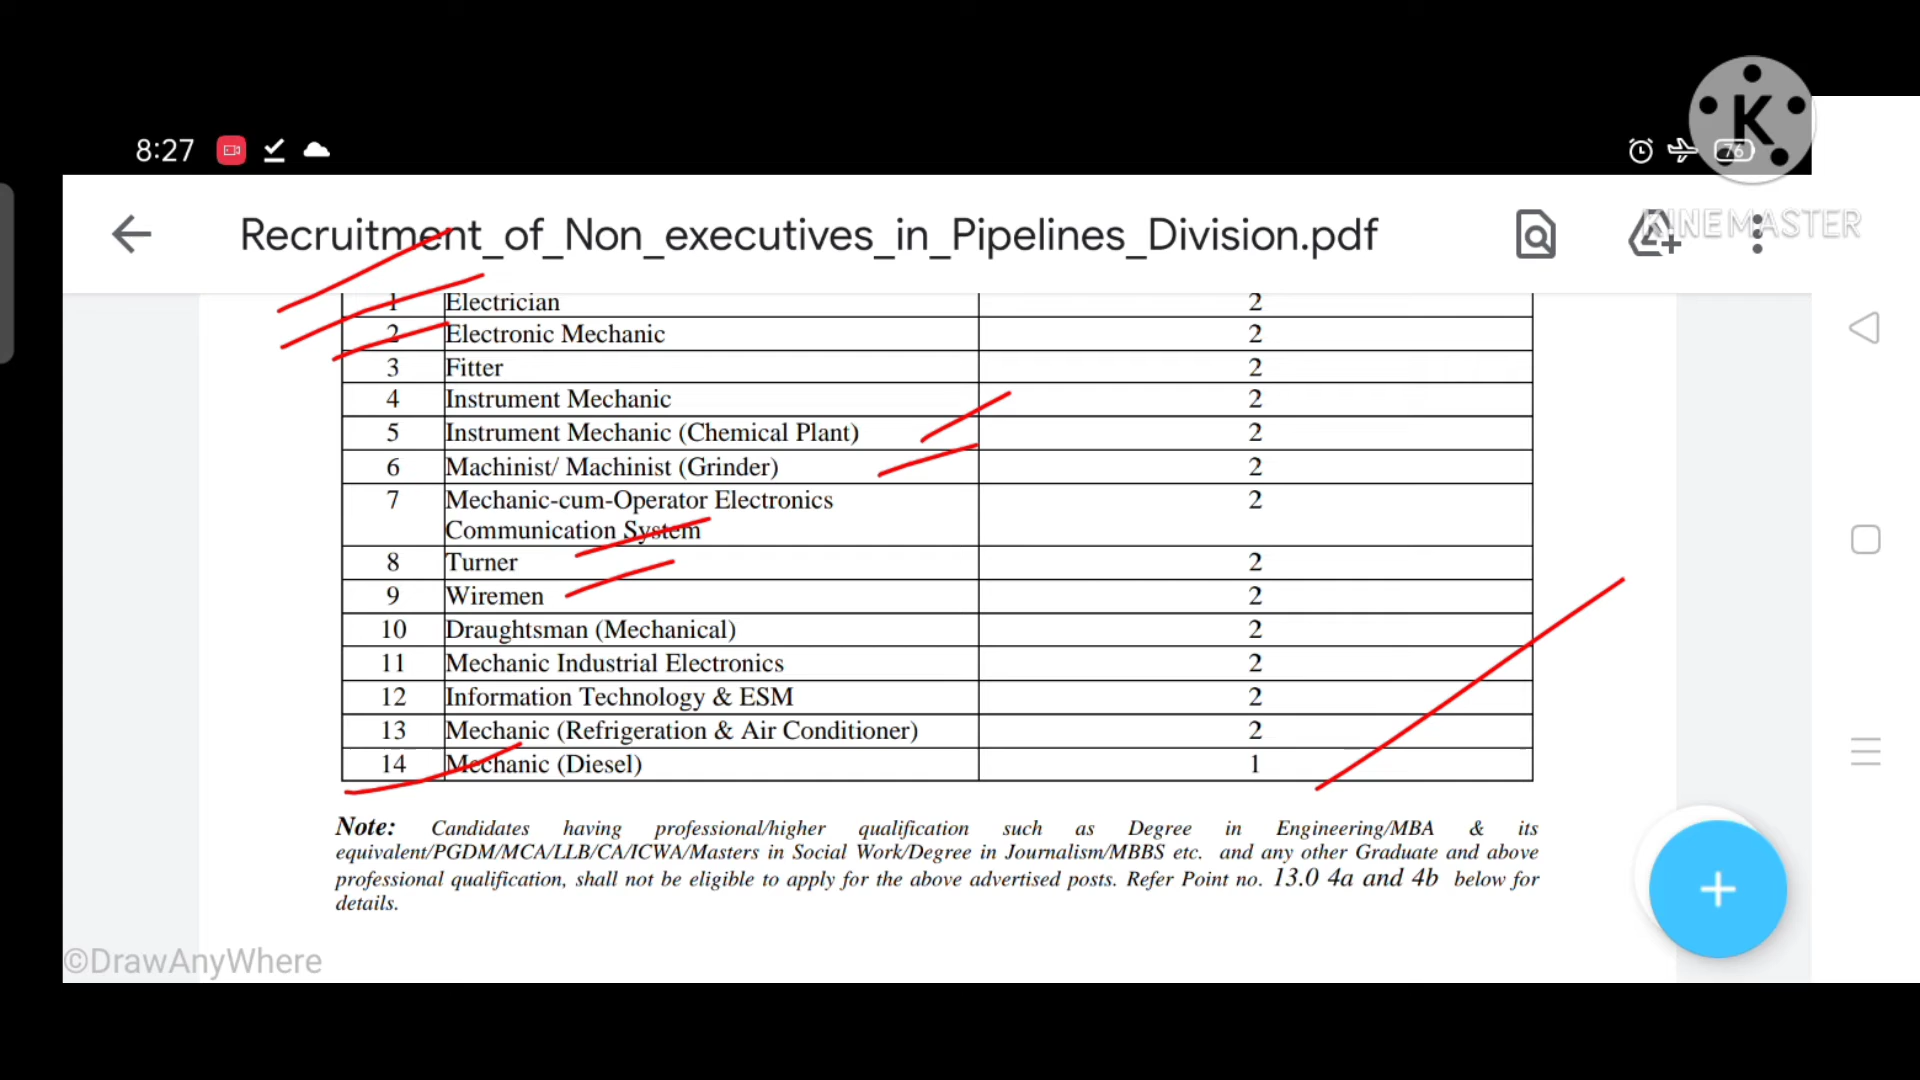 8:27 76
K
KINEMASTER
Recruitment_of_Non_executives_in_Pipelines_Division.pdf
1 Electrician 2
2 Electronic Mechanic 2
3 Fitter 2
4 Instrument Mechanic 2
5 Instrument Mechanic (Chemical Plant) 2
6 Machinist/ Machinist (Grinder) 2
7 Mechanic-cum-Operator Electronics 2
Communication System
8 Turner 2
9 Wiremen 2
10 Draughtsman (Mechanical) 2
11 Mechanic Industrial Electronics 2
12 Information Technology & ESM 2
13 Mechanic (Refrigeration & Air Conditioner) 2
14 Mechanic (Diesel) 1
Note: Candidates having professional/higher qualification such as Degree in Engineering/MBA & its
equivalent/PGDM/MCA/LLB/CA/ICWA/Masters in Social Work/Degree in Journalism/MBBS etc. and any other Graduate and above
professional qualification, shall not be eligible to apply for the above advertised posts. Refer Point no. 13.0 4a and 4b below for
details.
©DrawAnyWhere